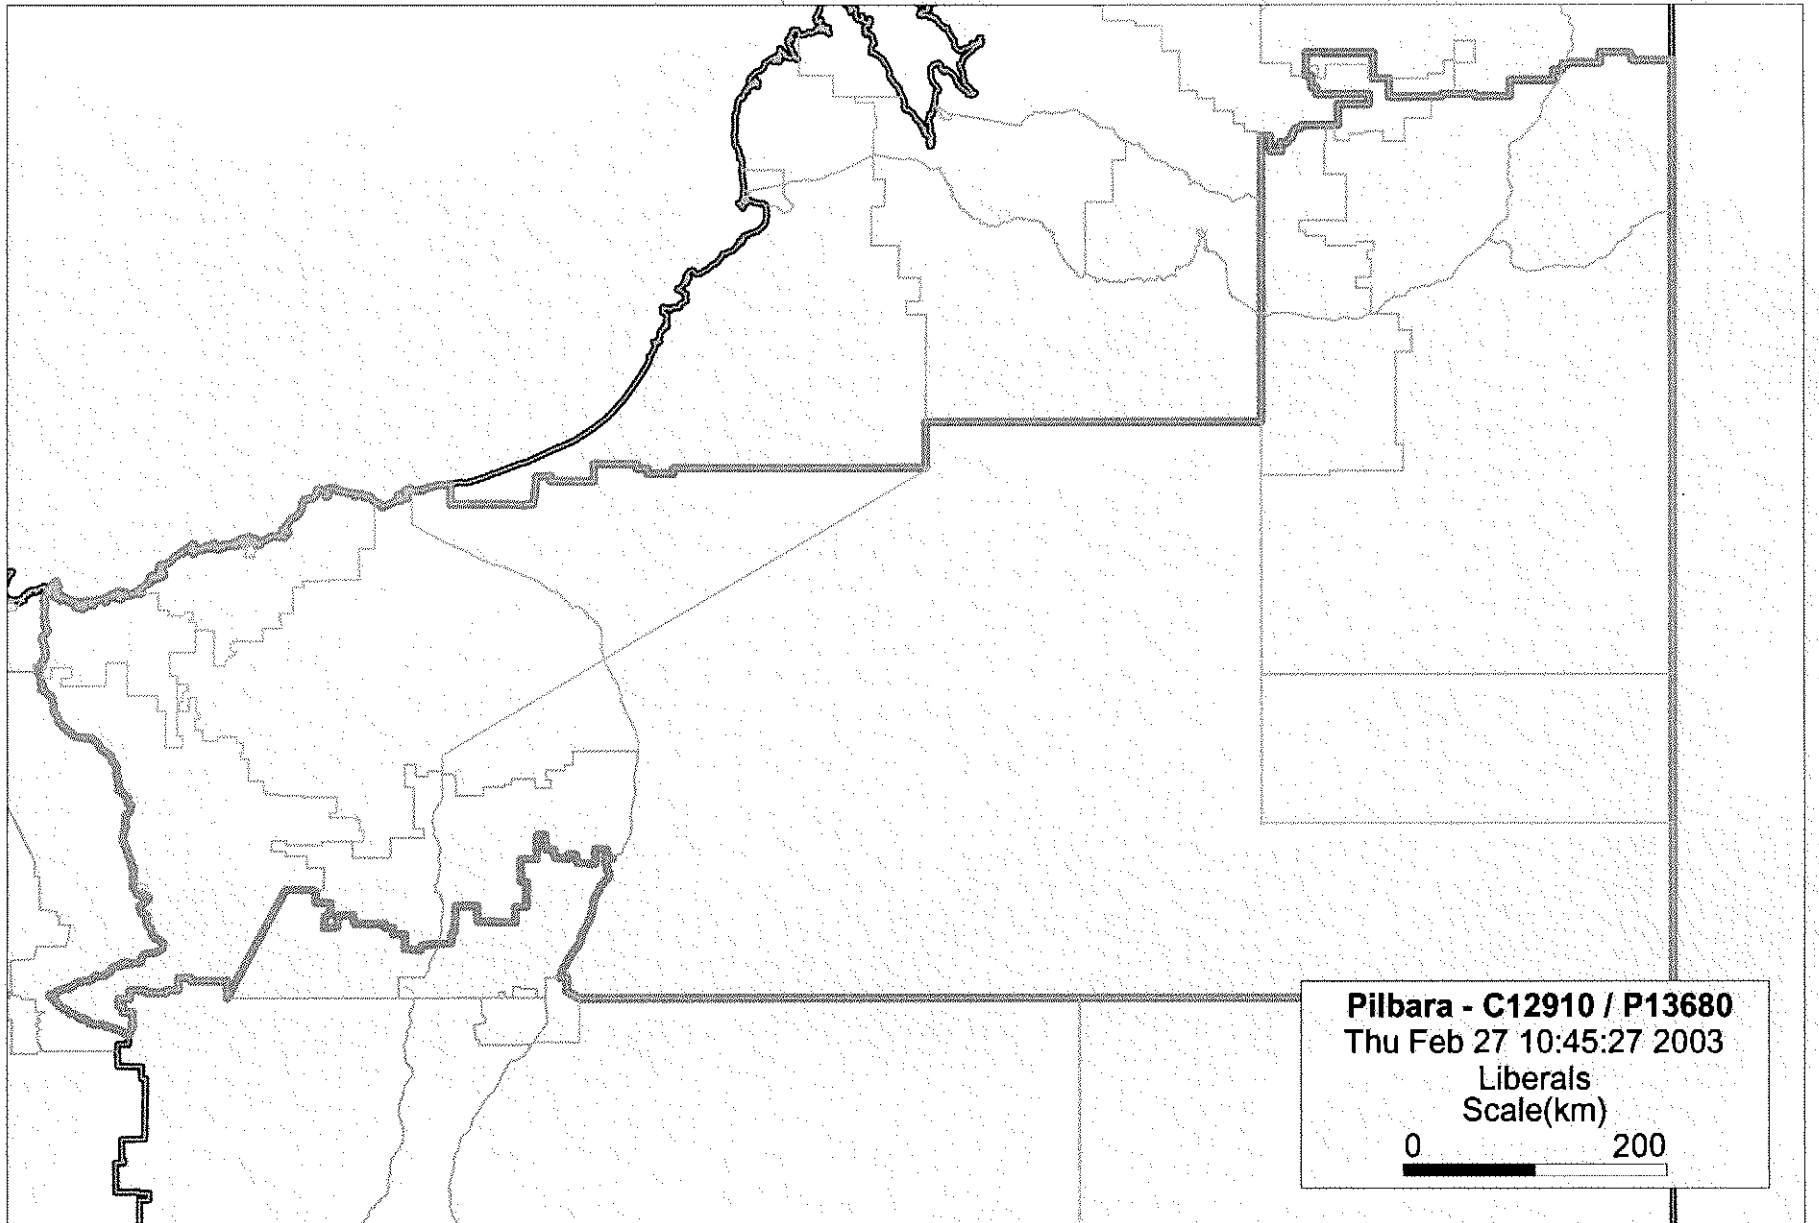 Pilbara - C12910 / P13680
Thu Feb 27 10:45:27 2003
Liberals
Scale(km)
0 200